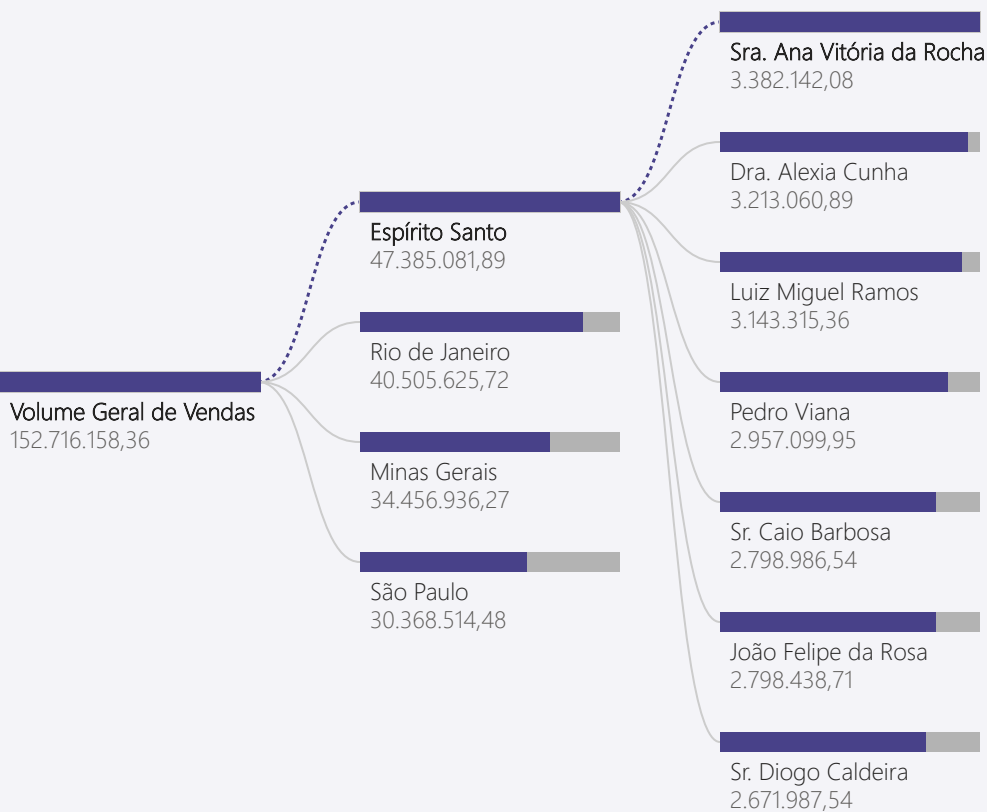 Volume Geral de Vendas
152.716.158,36
Espírito Santo
47.385.081,89
Rio de Janeiro
40.505.625,72
Minas Gerais
34.456.936,27
São Paulo
30.368.514,48
Sra. Ana Vitória da Rocha
3.382.142,08
Dra. Alexia Cunha
3.213.060,89
Luiz Miguel Ramos
3.143.315,36
Pedro Viana
2.957.099,95
Sr. Caio Barbosa
2.798.986,54
João Felipe da Rosa
2.798.438,71
Sr. Diogo Caldeira
2.671.987,54